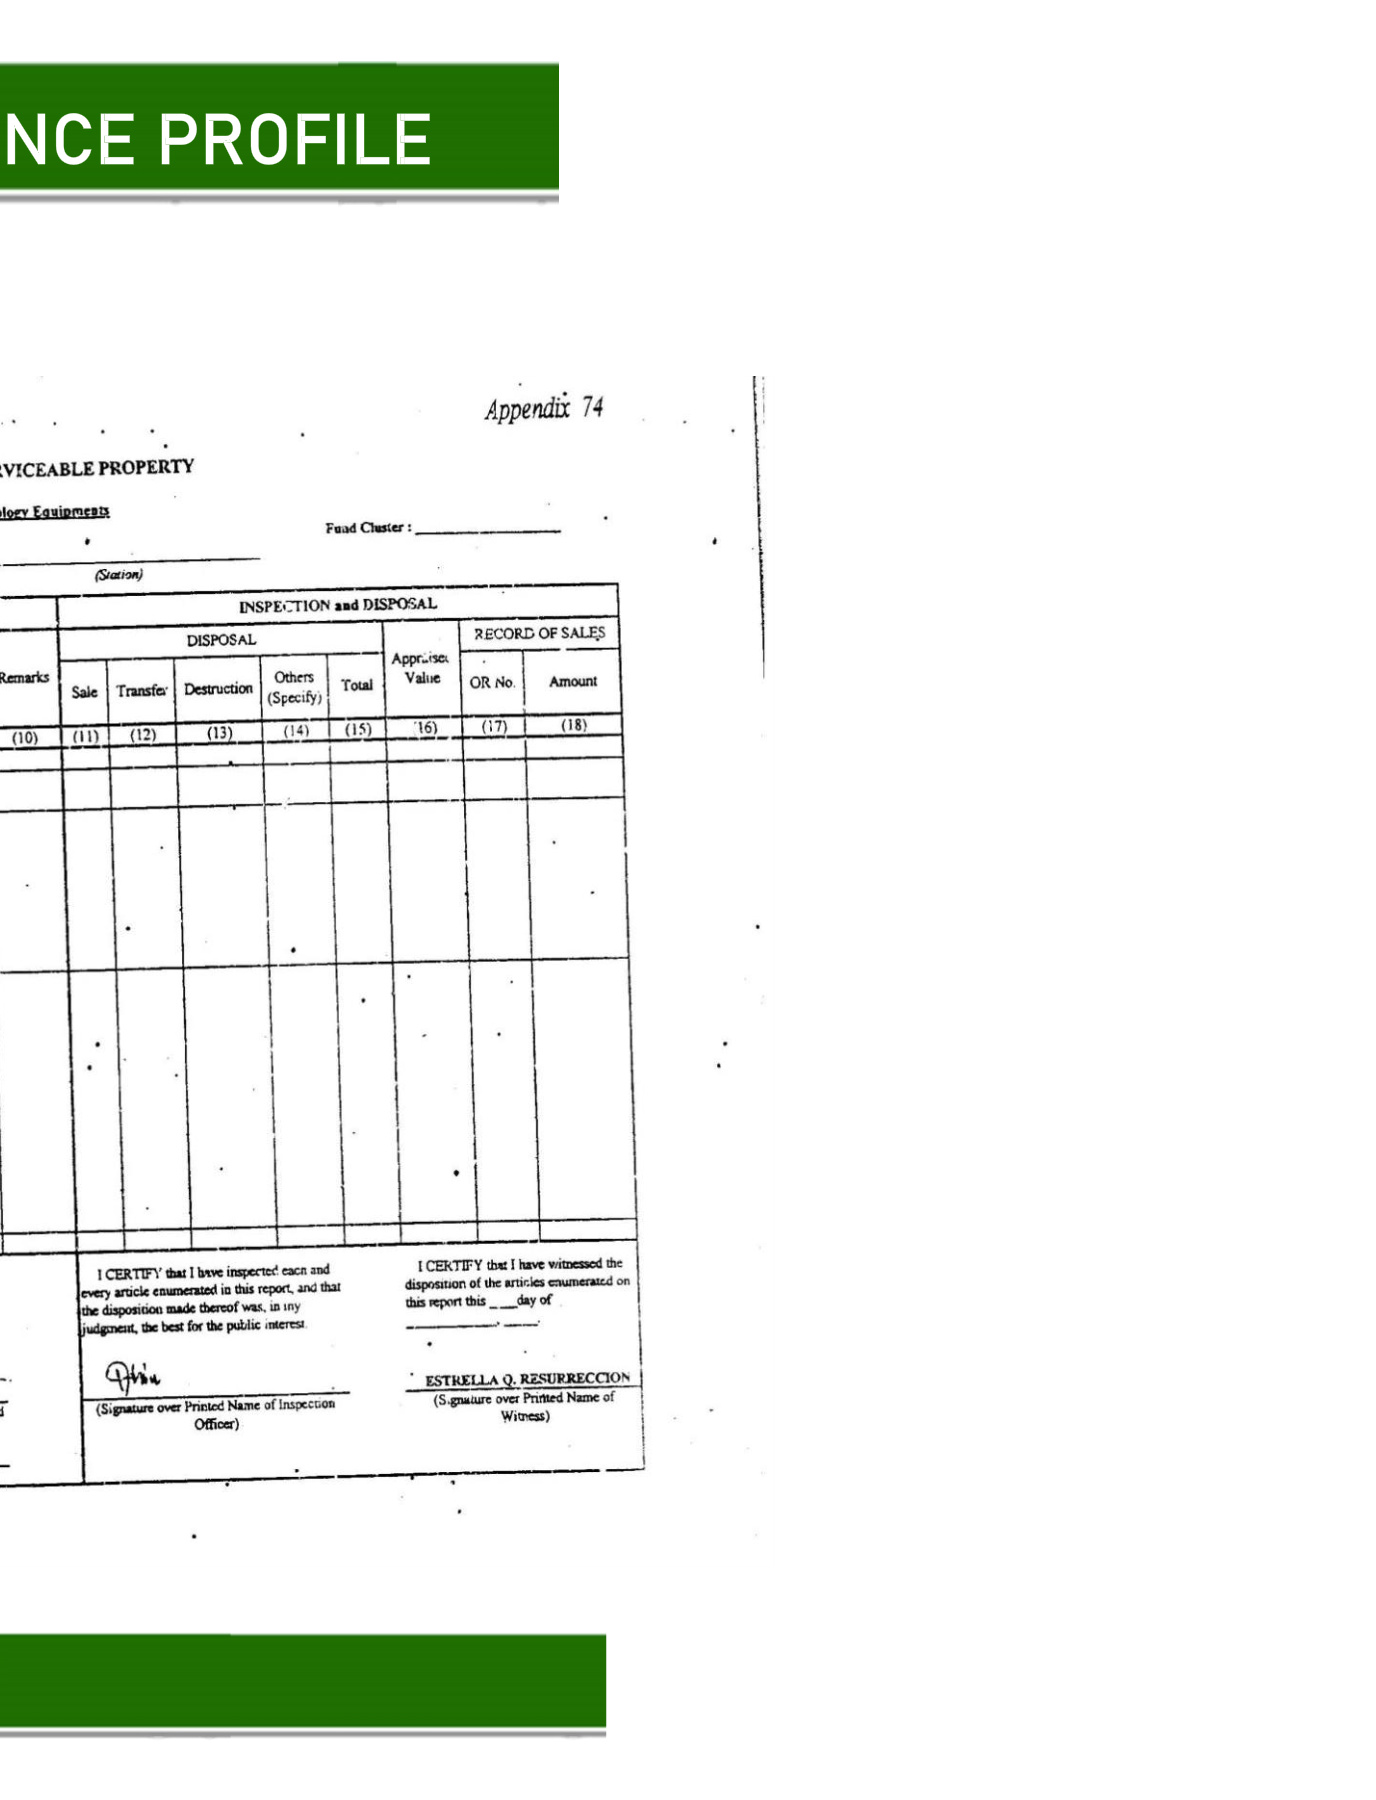 NCE PROFILE
Appendix 74
RVICEABLE PROPERTY
ology Equipments
Fund Cluster :
(Station)
INSPECTION and DISPOSAL
DISPOSAL
RECORD OF SALES
Remarks
Sale
Transfer
Destruction
Others
(Specify)
Total
Appraised
Value
OR No.
Amount
(10)
(11)
(12)
(13)
(14)
(15)
(16)
(17)
(18)
I CERTIFY that I have inspected each and
every article enumerated in this report, and that
the disposition made thereof was, in my
judgment, the best for the public interest.
I CERTIFY that I have witnessed the
disposition of the articles enumerated on
this report this ____day of
ESTRELLA Q. RESURRECCION
(Signature over Printed Name of Inspection
Officer)
(Signature over Printed Name of
Witness)